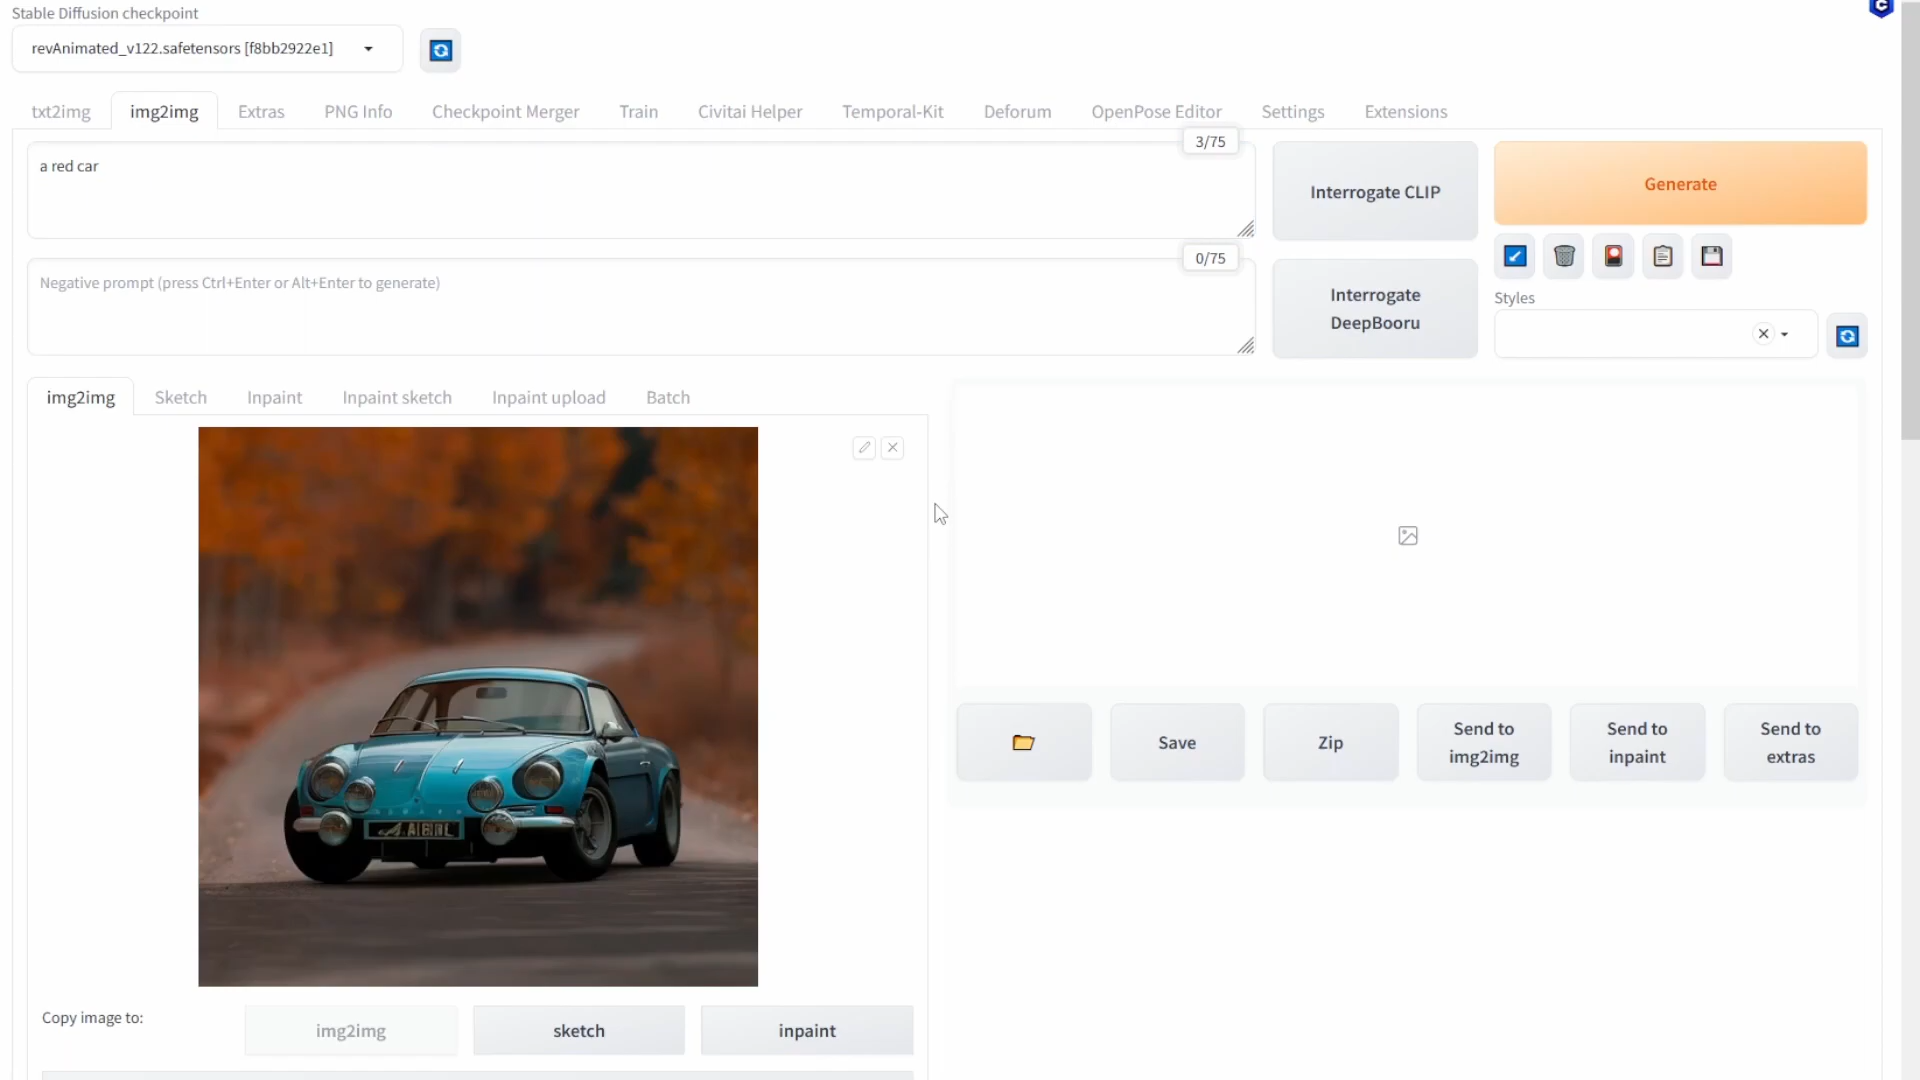 Stable Diffusion checkpoint
revAnimated_v122.safetensors [f8bb2922e1]
txt2img
img2img
Extras
PNG Info
Checkpoint Merger
Train
Civitai Helper
Temporal-Kit
Deforum
OpenPose Editor
Settings
Extensions
3/75
a red car
Interrogate CLIP
Generate
0/75
Negative prompt (press Ctrl+Enter or Alt+Enter to generate)
Interrogate
DeepBooru
Styles
img2img
Sketch
Inpaint
Inpaint sketch
Inpaint upload
Batch
Save
Zip
Send to
img2img
Send to
inpaint
Send to
extras
Copy image to:
img2img
sketch
inpaint